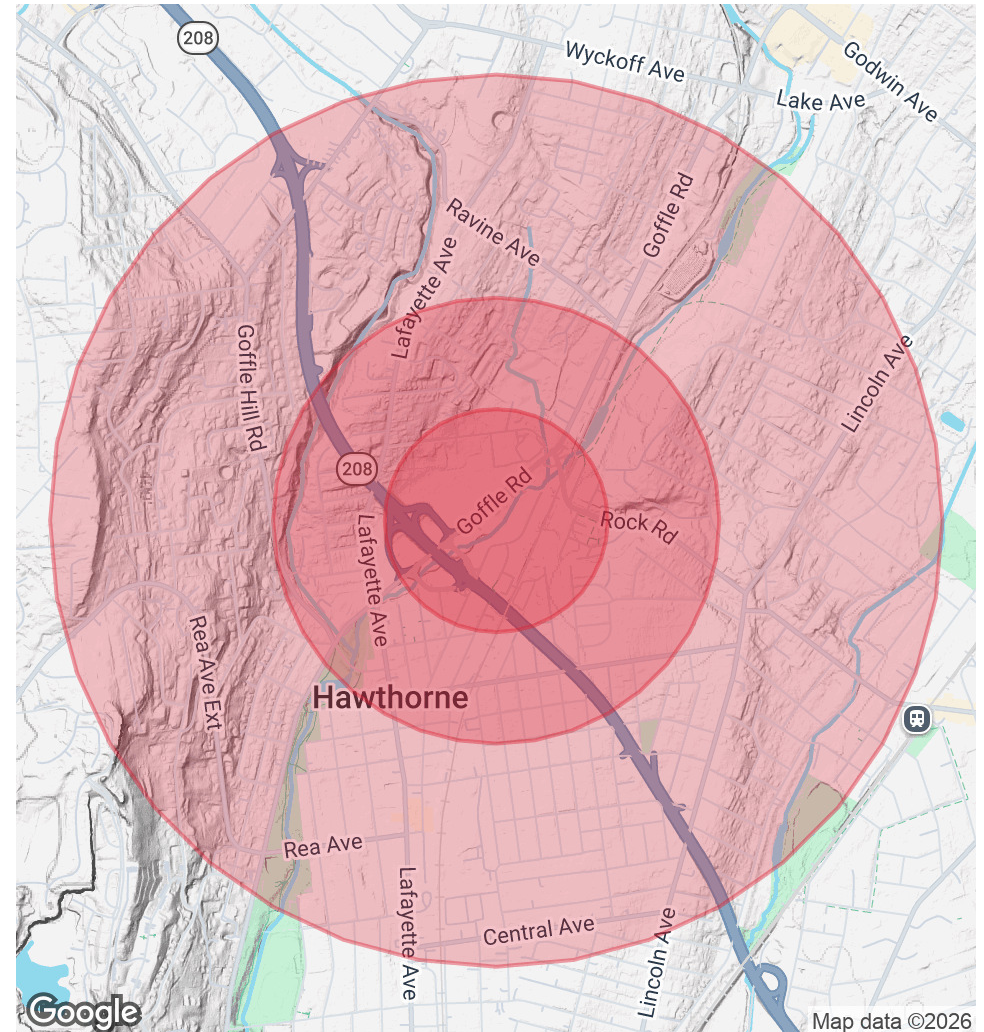 208
Wyckoff Ave
Godwin Ave
Lake Ave
Goffle Rd
Ravine Ave
Lafayette Ave
Goffle Hill Rd
Lincoln Ave
208
Goffle Rd
Rock Rd
Lafayette Ave
Rea Ave Ext
Hawthorne
Rea Ave
Lafayette Ave
Central Ave
Lincoln Ave
Google
Map data ©2026